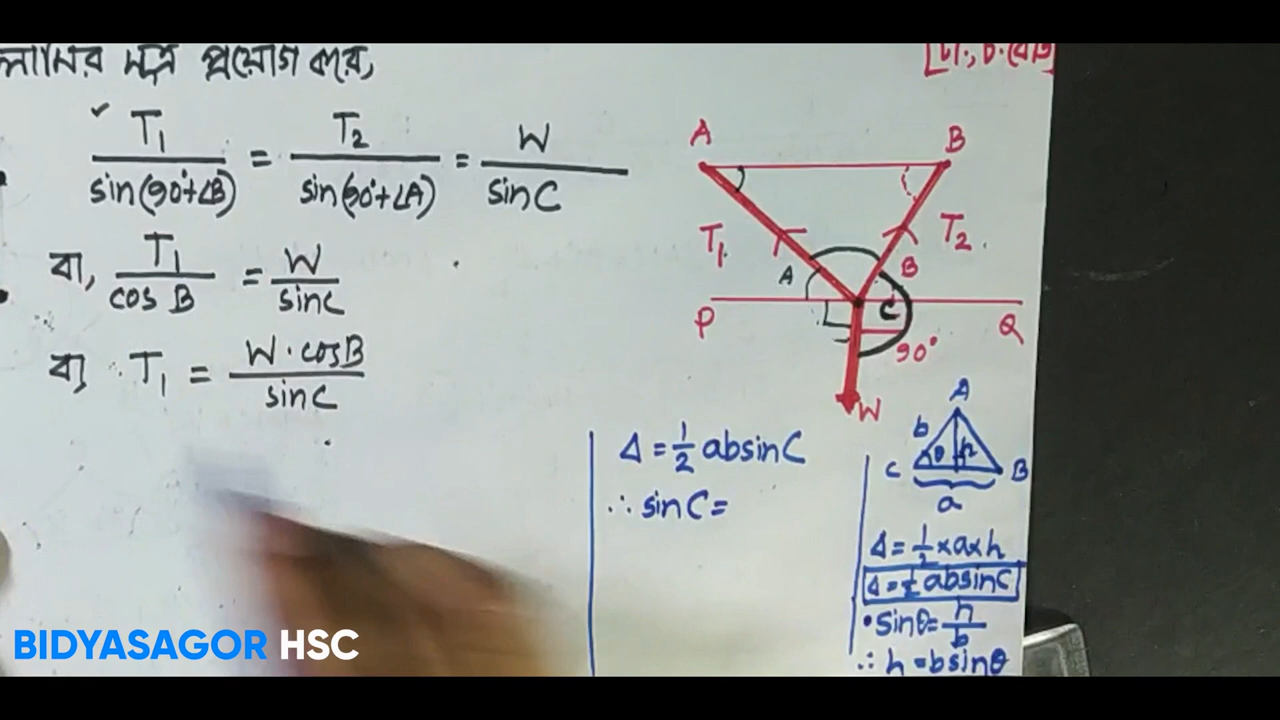 লামির সূত্র প্রয়োগ করে,
T₁/sin(90°+∠B) = T₂/sin(90°+∠A) = W/sinC
বা, T₁/cos B = W/sinC
বা, T₁ = W·cosB/sinC
A B
T₁ T₂
A B
P C Q
90°
W
Δ = 1/2 absinC
∴ sinC =
A
b
C θ h B
a
Δ = 1/2 × a × h
Δ = 1/2 absinC
• sinθ = h/b
∴ h = bsinθ
BIDYASAGOR HSC